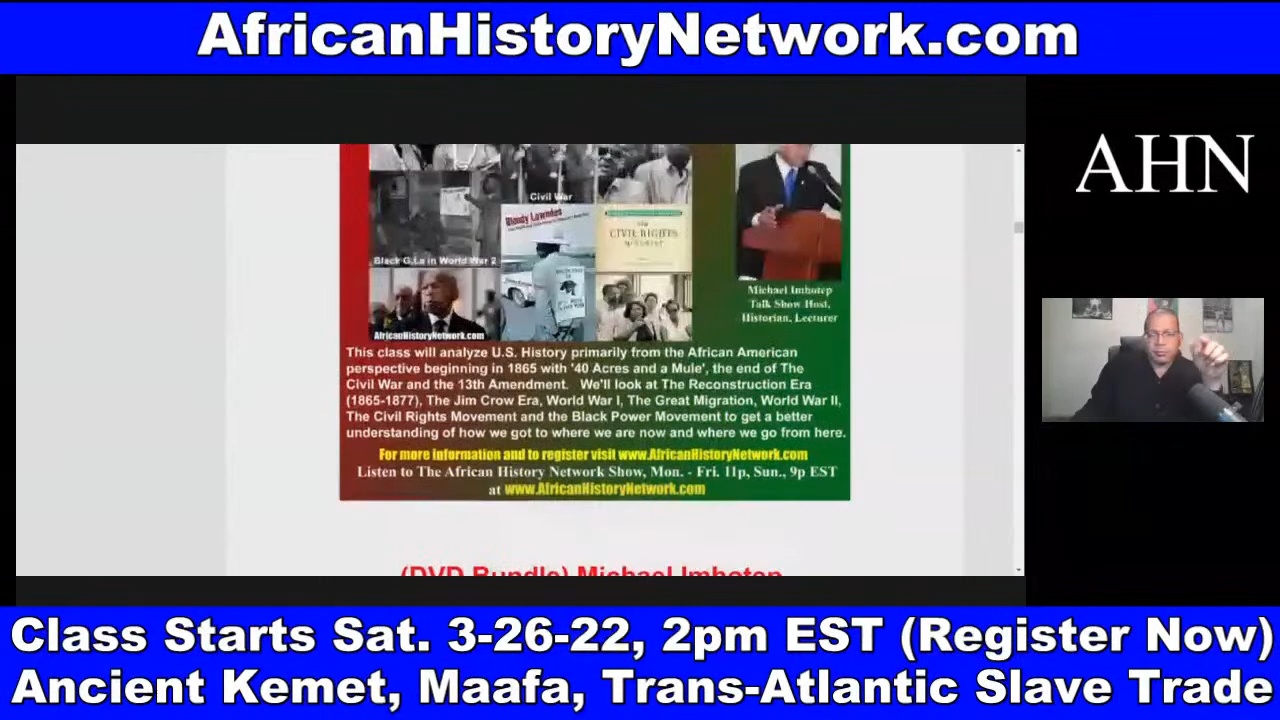 AfricanHistoryNetwork.com
AHN
Civil War
Bloody Lowndes
CIVIL RIGHTS
Black G.I.s in World War 2
AfricanHistoryNetwork.com
Michael Imhotep
Talk Show Host,
Historian, Lecturer
This class will analyze U.S. History primarily from the African American
perspective beginning in 1865 with '40 Acres and a Mule', the end of The
Civil War and the 13th Amendment. We'll look at The Reconstruction Era
(1865-1877), The Jim Crow Era, World War I, The Great Migration, World War II,
The Civil Rights Movement and the Black Power Movement to get a better
understanding of how we got to where we are now and where we go from here.
For more information and to register visit www.AfricanHistoryNetwork.com
Listen to The African History Network Show, Mon. - Fri. 11p, Sun., 9p EST
at www.AfricanHistoryNetwork.com
(DVD Bundle) Michael Imhotep
Class Starts Sat. 3-26-22, 2pm EST (Register Now)
Ancient Kemet, Maafa, Trans-Atlantic Slave Trade